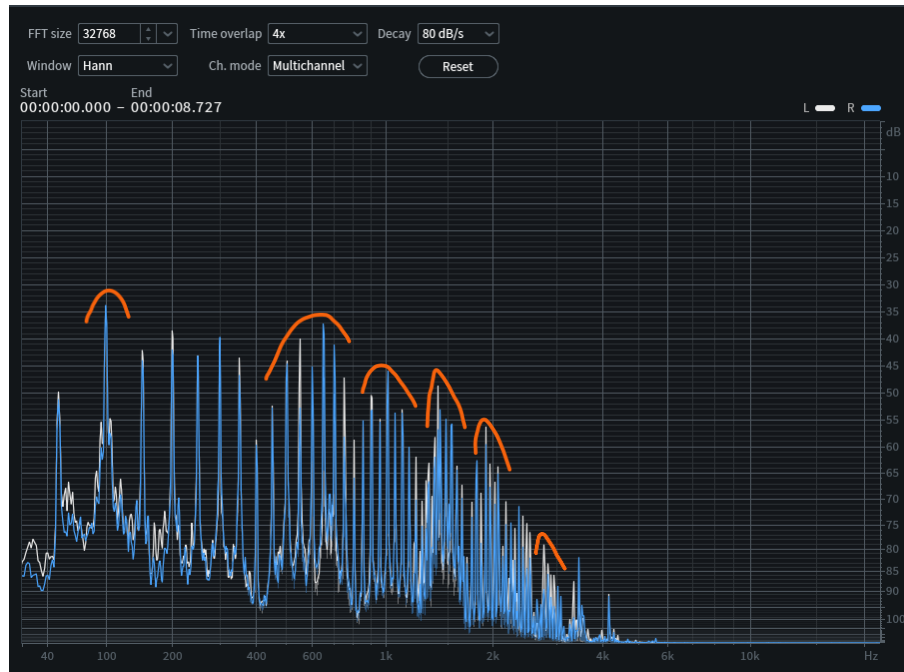 FFT size 32768 Time overlap 4x Decay 80 dB/s
Window Hann Ch. mode Multichannel Reset
Start End
00:00:00.000 – 00:00:08.727
L R
dB
10
15
20
25
30
35
40
45
50
55
60
65
70
75
80
85
90
100
40 100 200 400 600 1k 2k 4k 6k 10k Hz